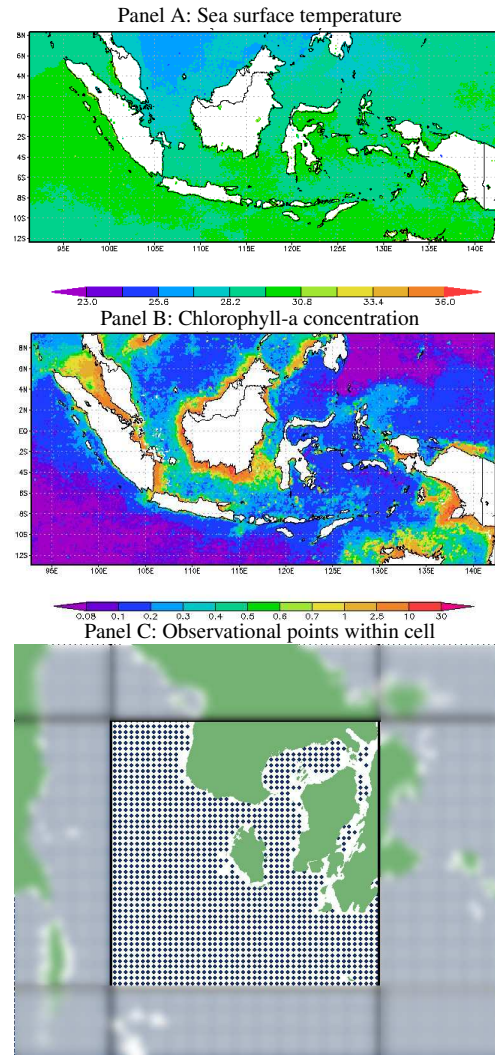 Panel A: Sea surface temperature
8N
6N
4N
2N
EQ
2S
4S
6S
8S
10S
12S
95E 100E 105E 110E 115E 120E 125E 130E 135E 140E
23.0 25.6 28.2 30.8 33.4 36.0
Panel B: Chlorophyll-a concentration
8N
6N
4N
2N
EQ
2S
4S
6S
8S
10S
12S
95E 100E 105E 110E 115E 120E 125E 130E 135E 140E
0.08 0.1 0.2 0.3 0.4 0.5 0.6 0.7 1 2.5 10 30
Panel C: Observational points within cell